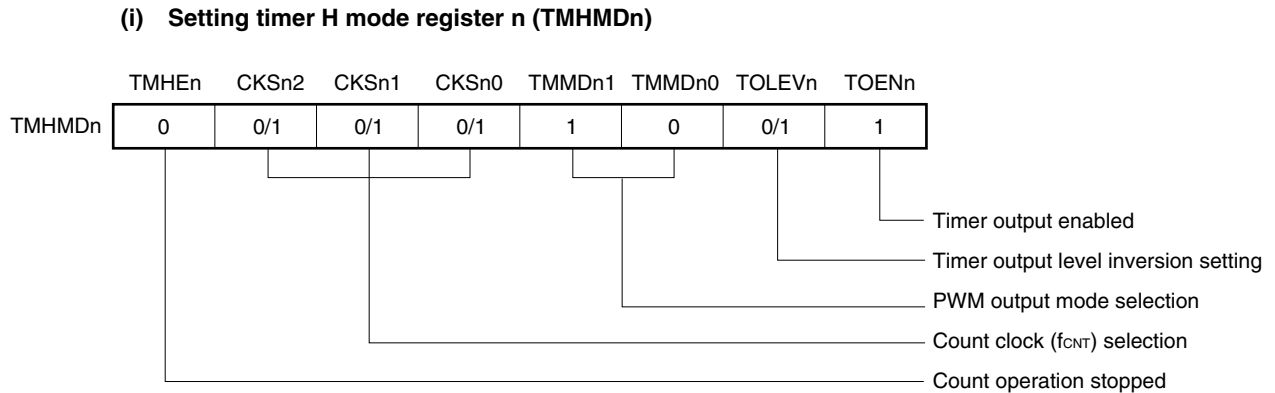 (i) Setting timer H mode register n (TMHMDn)
TMHEn CKSn2 CKSn1 CKSn0 TMMDn1 TMMDn0 TOLEVn TOENn
TMHMDn 0 0/1 0/1 0/1 1 0 0/1 1
Timer output enabled
Timer output level inversion setting
PWM output mode selection
Count clock (fCNT) selection
Count operation stopped